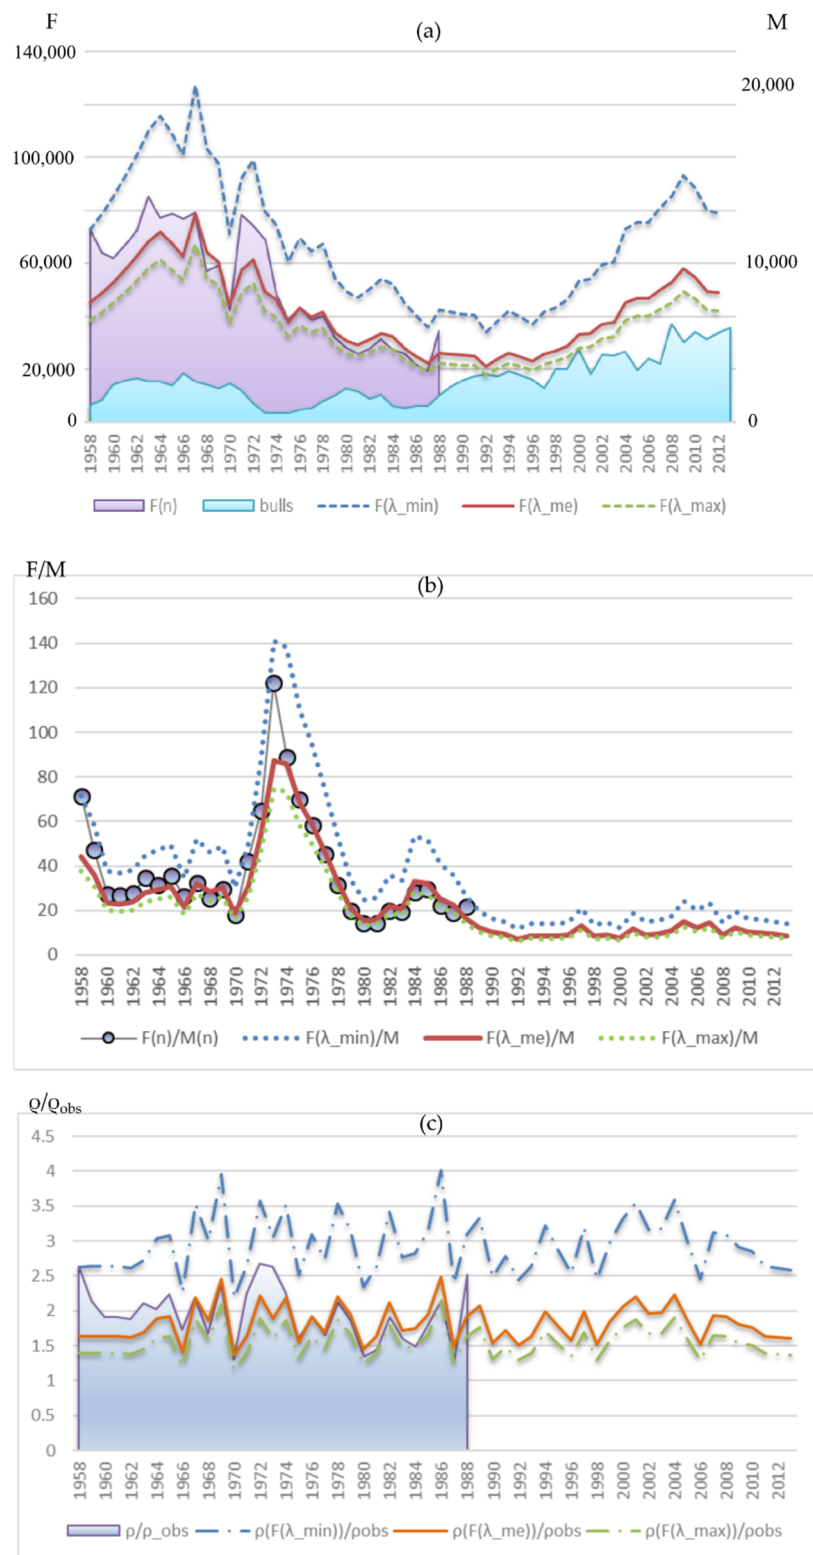 F (a) M
140,000
20,000
100,000
60,000 10,000
20,000
0 0
1958 1960 1962 1964 1966 1968 1970 1972 1974 1976 1978 1980 1982 1984 1986 1988 1990 1992 1994 1996 1998 2000 2002 2004 2006 2008 2010 2012
F(n) bulls F(λ_min) F(λ_me) F(λ_max)
F/M
(b)
160
140
120
100
80
60
40
20
0
1958 1960 1962 1964 1966 1968 1970 1972 1974 1976 1978 1980 1982 1984 1986 1988 1990 1992 1994 1996 1998 2000 2002 2004 2006 2008 2010 2012
F(n)/M(n) F(λ_min)/M F(λ_me)/M F(λ_max)/M
ϱ/ϱobs
(c)
4.5
4
3.5
3
2.5
2
1.5
1
0.5
0
1958 1960 1962 1964 1966 1968 1970 1972 1974 1976 1978 1980 1982 1984 1986 1988 1990 1992 1994 1996 1998 2000 2002 2004 2006 2008 2010 2012
ρ/ρ_obs ρ(F(λ_min))/ρobs ρ(F(λ_me))/ρobs ρ(F(λ_max))/ρobs